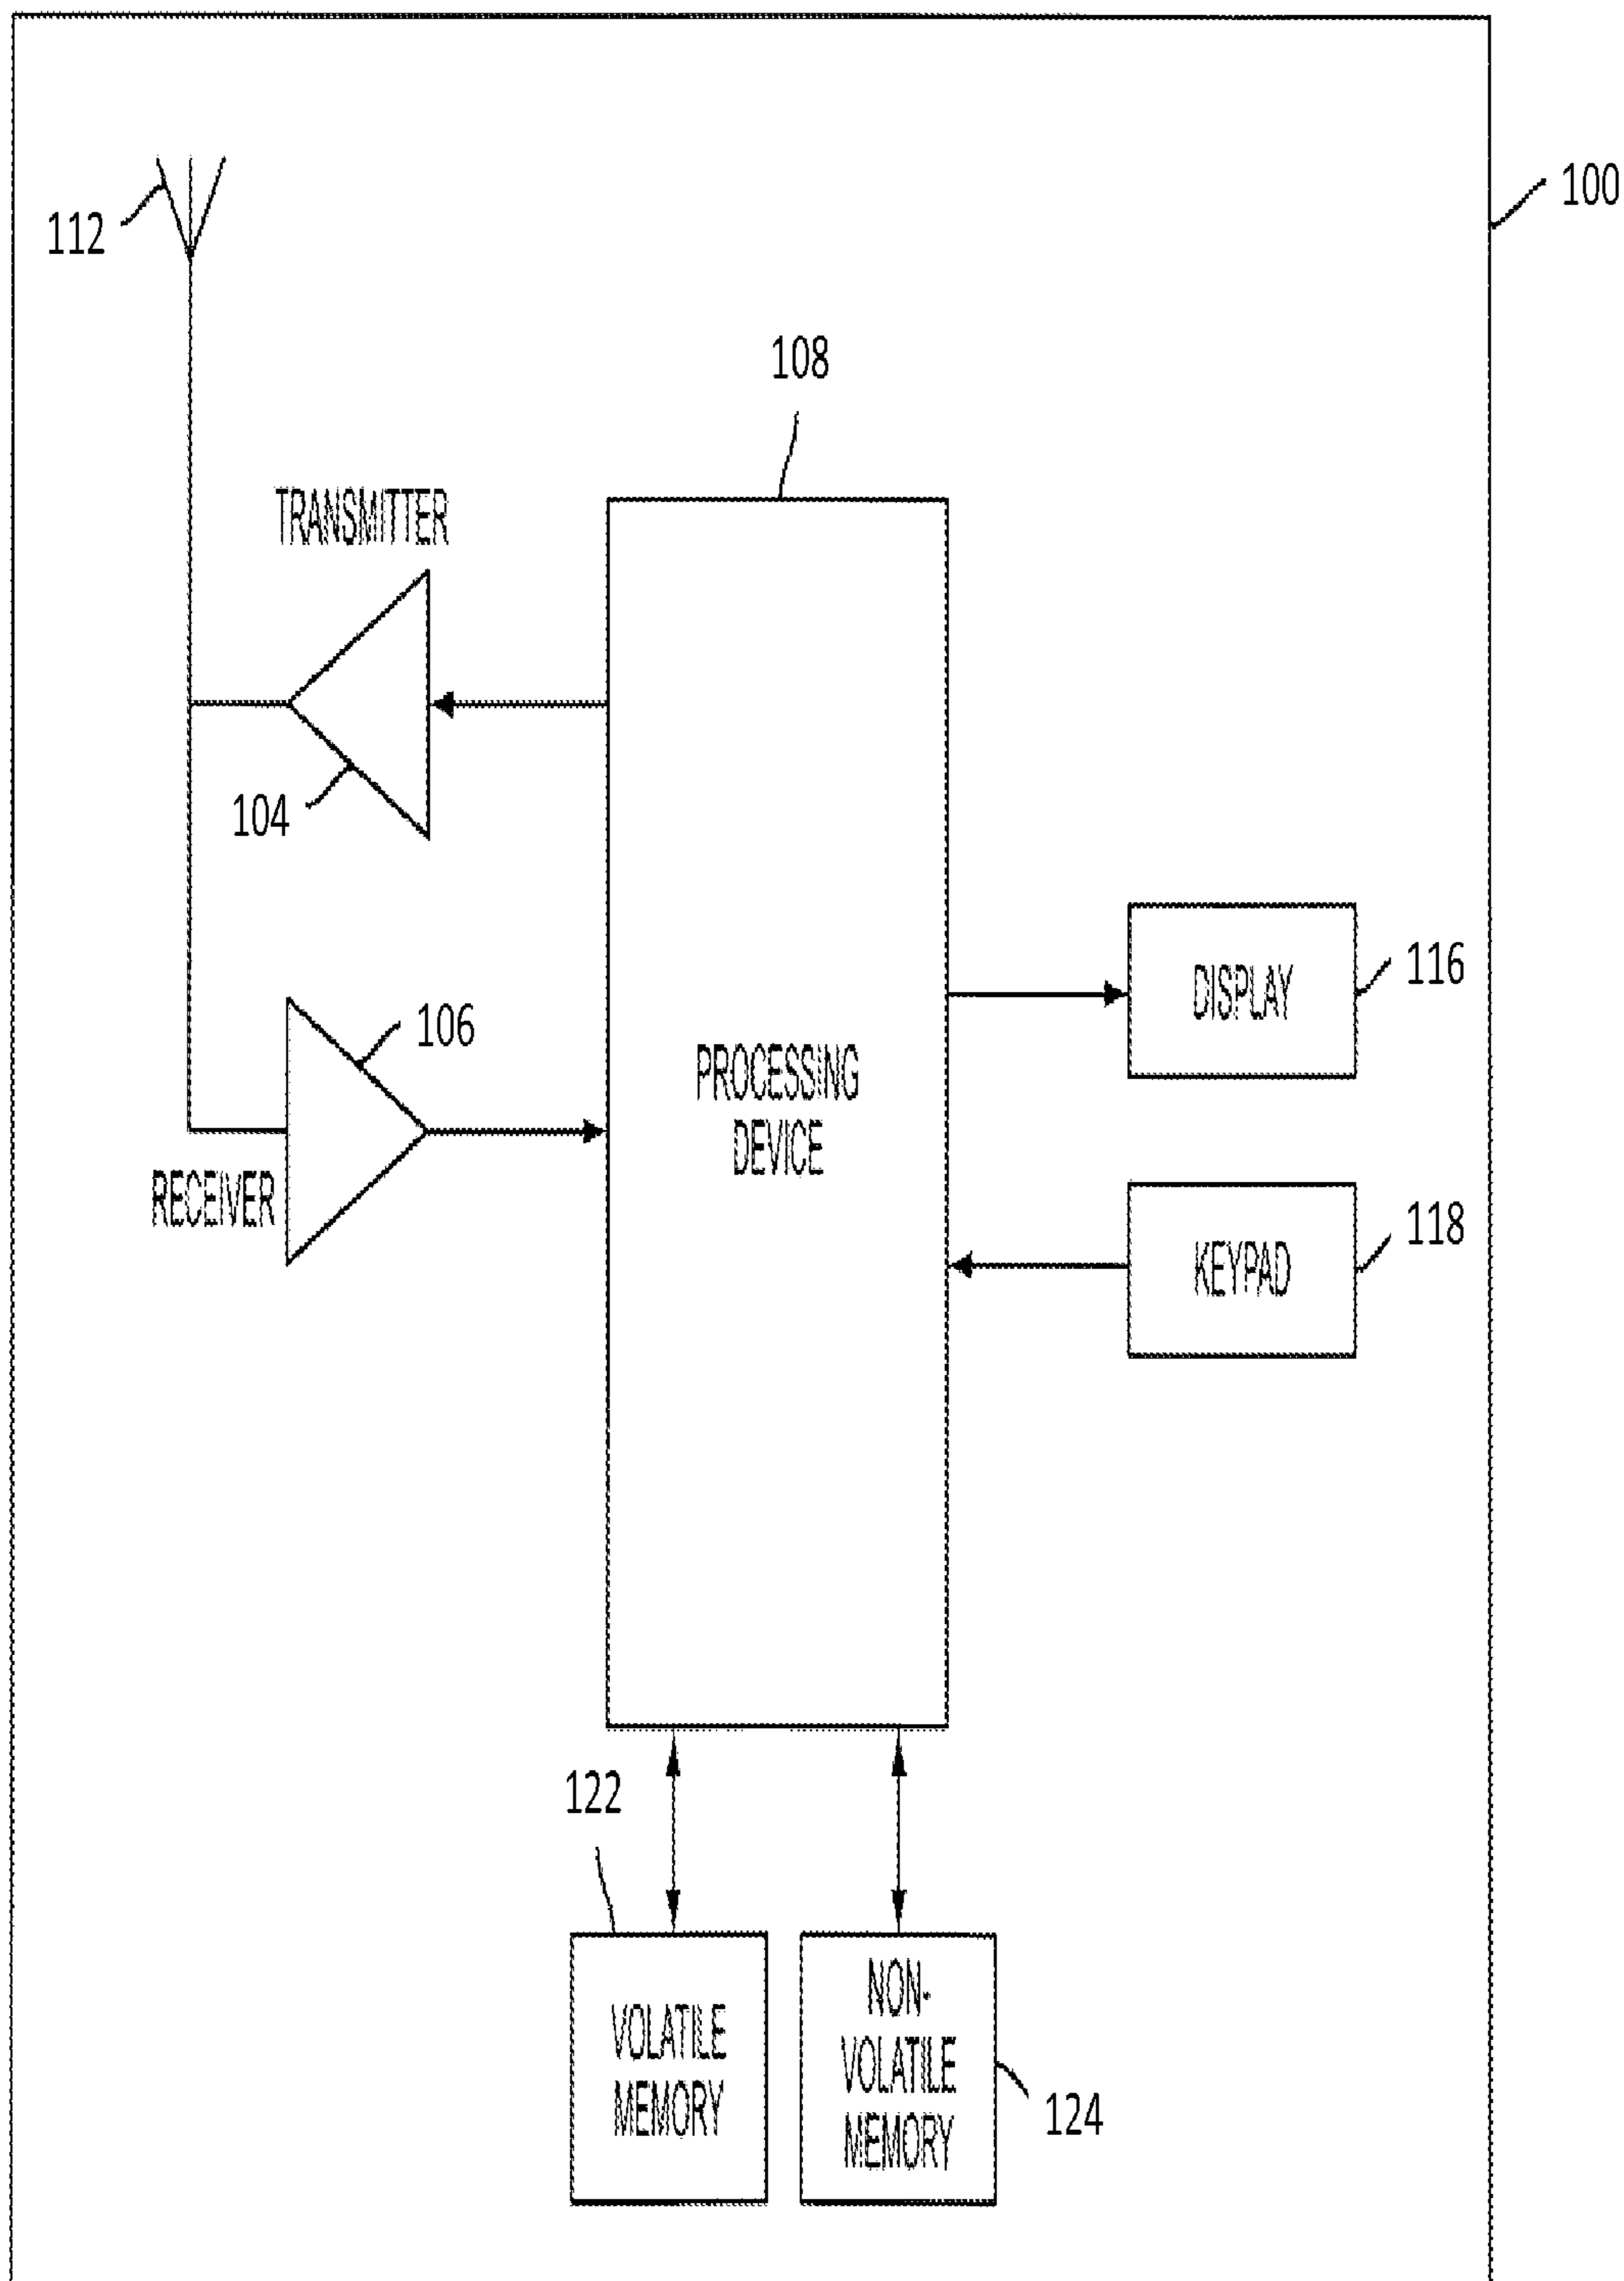 100
112
108
TRANSMITTER
104
DISPLAY
116
106
PROCESSING
DEVICE
RECEIVER
KEYPAD
118
122
VOLATILE
MEMORY
NON-
VOLATILE
MEMORY
124